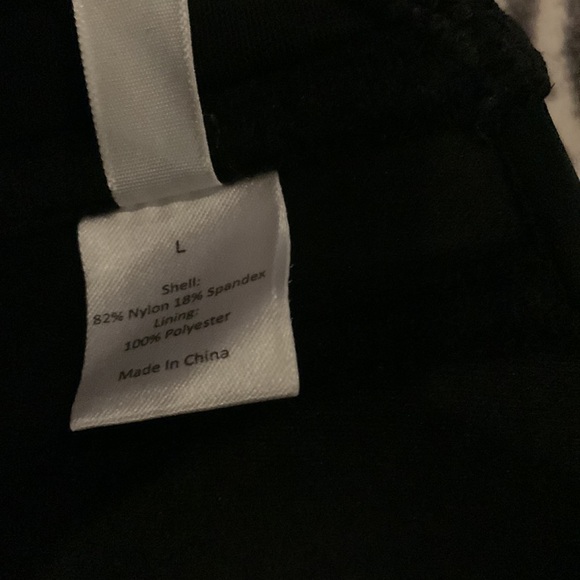 L
Shell:
82% Nylon 18% Spandex
Lining:
100% Polyester
Made In China